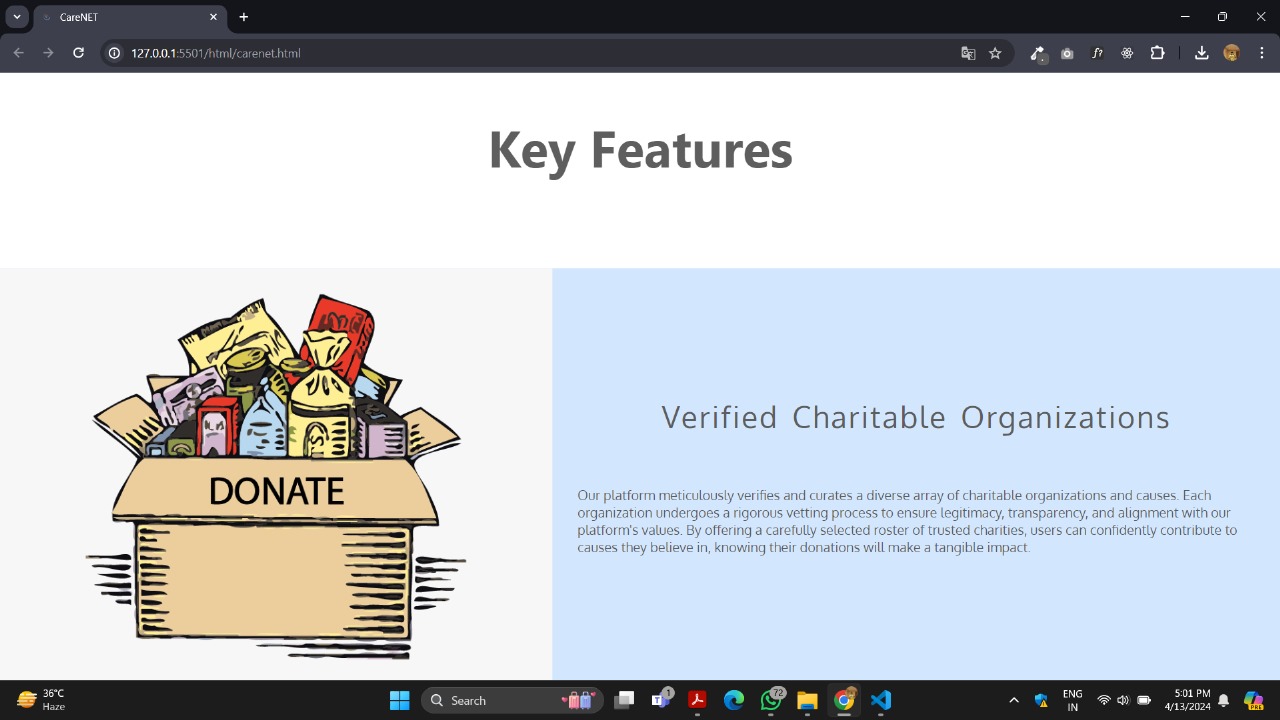 CareNET
127.0.0.1:5501/html/carenet.html
Key Features
DONATE
Verified Charitable Organizations
Our platform meticulously verifies and curates a diverse array of charitable organizations and causes. Each
organization undergoes a rigorous vetting process to ensure legitimacy, transparency, and alignment with our
platform's values. By offering a carefully selected roster of trusted charities, users can confidently contribute to
causes they believe in, knowing their donations will make a tangible impact.
36°C
Haze
Search
1
72
ENG
IN
5:01 PM
4/13/2024
PRE